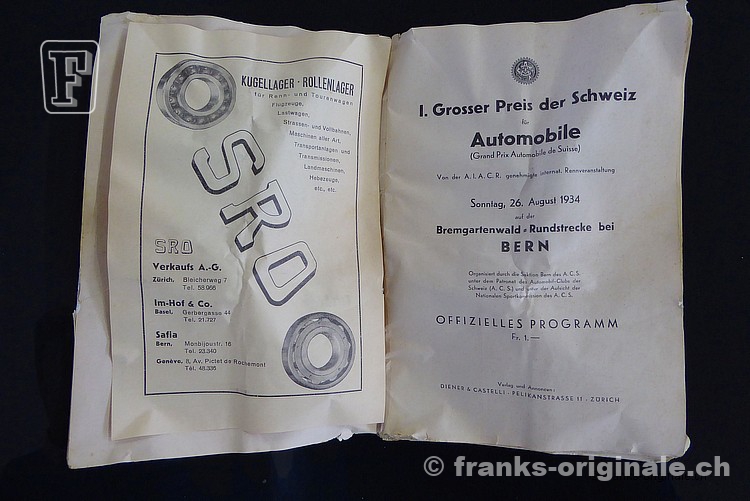 F
KUGELLAGER · ROLLENLAGER
für Renn- und Tourenwagen
Flugzeuge,
Lastwagen,
Strassen- und Vollbahnen,
Maschinen aller Art,
Transportanlagen und
Transmissionen,
Landmaschinen,
Hebezeuge,
etc., etc.
SRO
SRO
Verkaufs A.-G.
Zürich, Bleicherweg 7
Tel. 58.966
Im-Hof & Co.
Basel, Gerbergasse 44
Tel. 21.727
Safia
Bern, Monbijoustr. 16
Tel. 23.340
Genève, 8, Av. Pictet de Rochemont
Tél. 48.335
I. Grosser Preis der Schweiz
für
Automobile
(Grand Prix Automobile de Suisse)
Von der A. I. A. C. R. genehmigte internat. Rennveranstaltung
Sonntag, 26. August 1934
auf der
Bremgartenwald-Rundstrecke bei
BERN
Organisiert durch die Sektion Bern des A.C.S.
unter dem Patronat des Automobil-Clubs der
Schweiz (A. C. S.) und unter der Aufsicht der
Nationalen Sportkommission des A. C. S.
OFFIZIELLES PROGRAMM
Fr. 1.—
Verlag und Annoncen:
DIENER & CASTELLI · PELIKANSTRASSE 11 · ZÜRICH
© franks-originale.ch